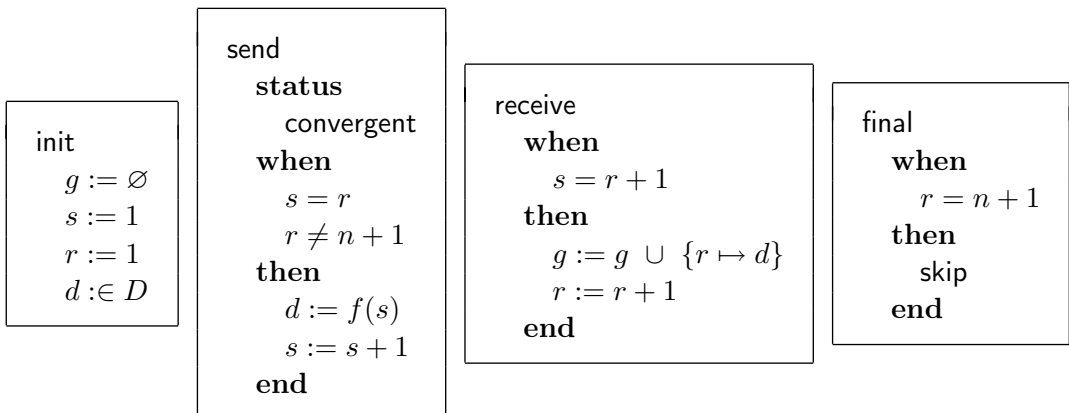 init
g := ∅
s := 1
r := 1
d :∈ D
send
status
convergent
when
s = r
r ≠ n + 1
then
d := f(s)
s := s + 1
end
receive
when
s = r + 1
then
g := g ∪ {r ↦ d}
r := r + 1
end
final
when
r = n + 1
then
skip
end